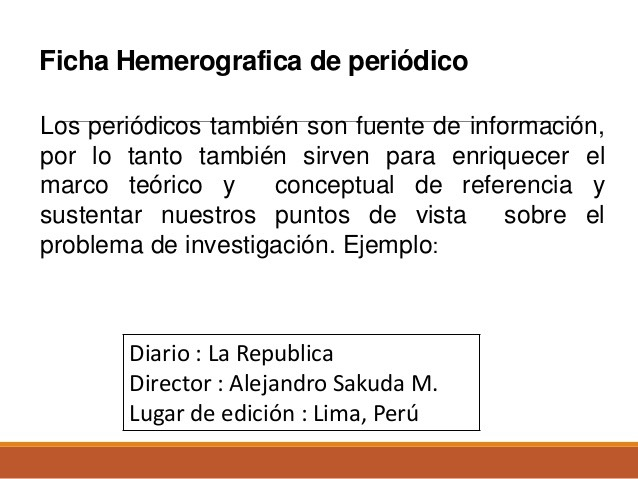 Ficha Hemerografica de periódico
Los periódicos también son fuente de información,
por lo tanto también sirven para enriquecer el
marco teórico y conceptual de referencia y
sustentar nuestros puntos de vista sobre el
problema de investigación. Ejemplo:
Diario : La Republica
Director : Alejandro Sakuda M.
Lugar de edición : Lima, Perú